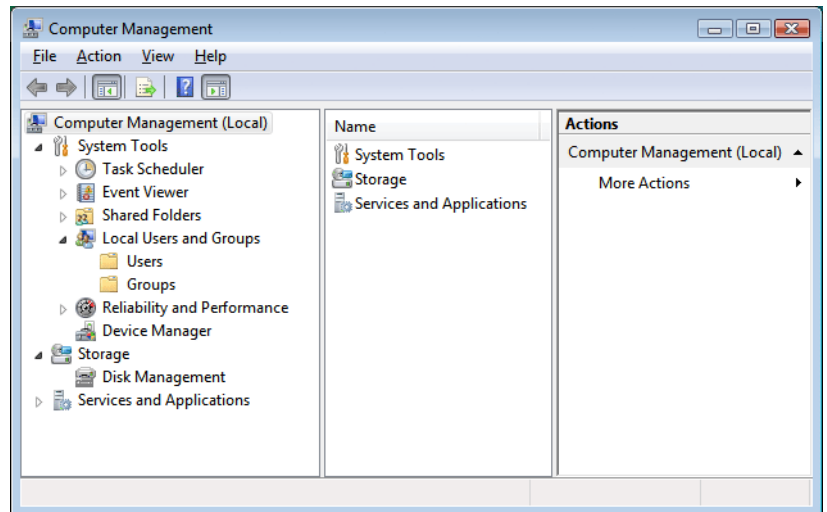 Computer Management
File Action View Help
Computer Management (Local)
System Tools
Task Scheduler
Event Viewer
Shared Folders
Local Users and Groups
Users
Groups
Reliability and Performance
Device Manager
Storage
Disk Management
Services and Applications
Name
System Tools
Storage
Services and Applications
Actions
Computer Management (Local)
More Actions